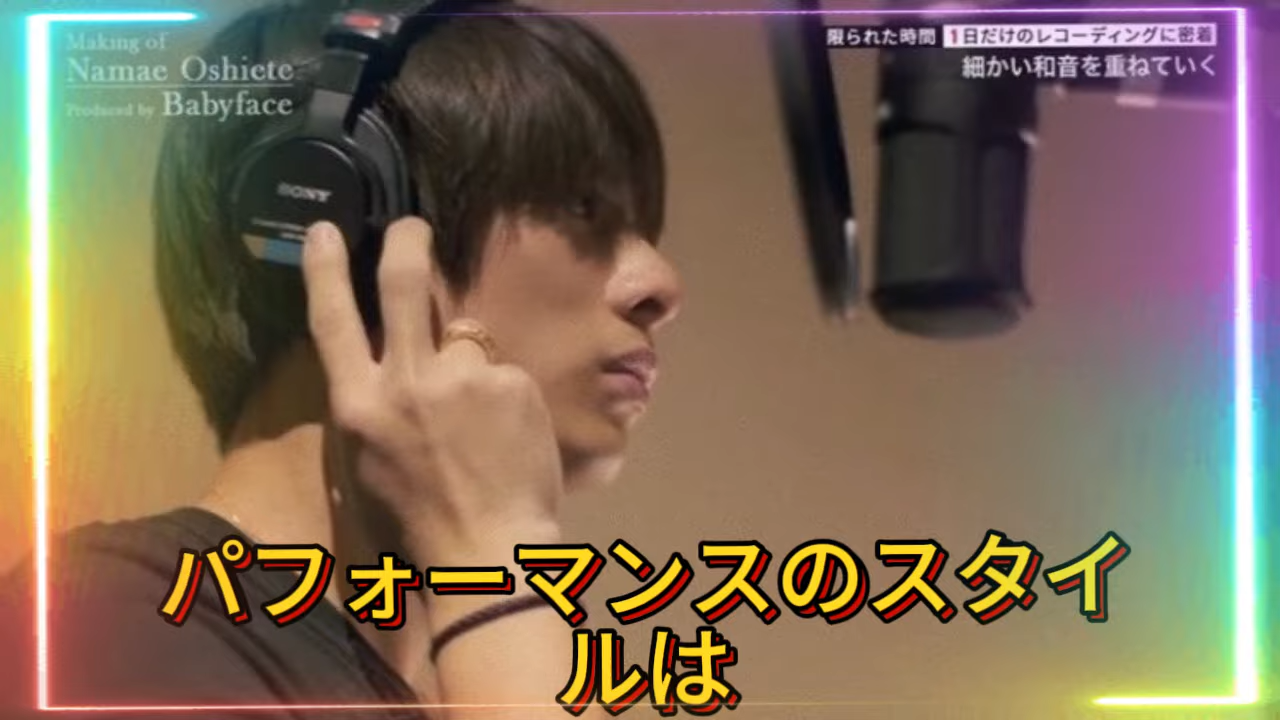 Making of
Namae Oshiete
Produced by Babyface
限られた時間 1日だけのレコーディングに密着
細かい和音を重ねていく
SONY
パフォーマンスのスタイ
ルは